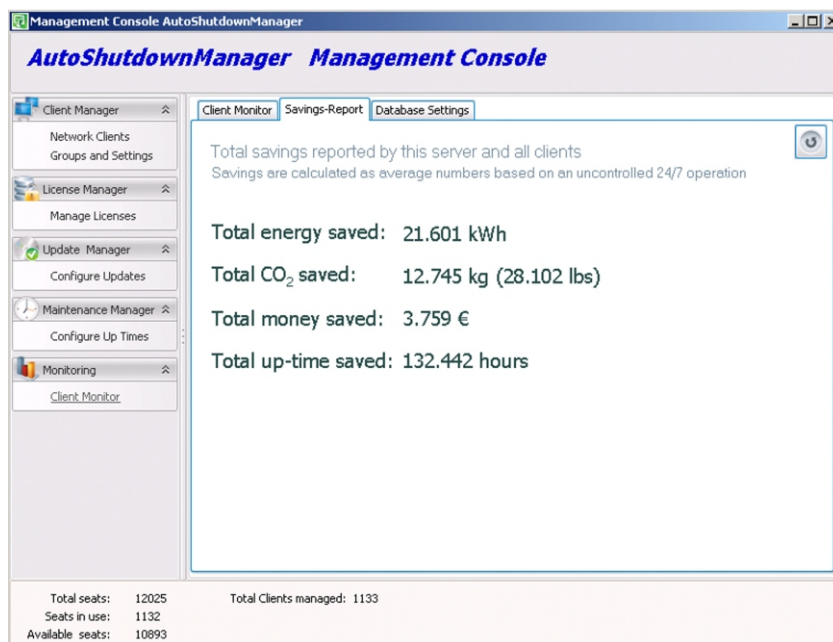 Management Console AutoShutdownManager
AutoShutdownManager Management Console
Client Manager
Network Clients
Groups and Settings
License Manager
Manage Licenses
Update Manager
Configure Updates
Maintenance Manager
Configure Up Times
Monitoring
Client Monitor
Client Monitor Savings-Report Database Settings
Total savings reported by this server and all clients
Savings are calculated as average numbers based on an uncontrolled 24/7 operation
Total energy saved: 21.601 kWh
Total CO2 saved: 12.745 kg (28.102 lbs)
Total money saved: 3.759 €
Total up-time saved: 132.442 hours
Total seats: 12025 Total Clients managed: 1133
Seats in use: 1132
Available seats: 10893